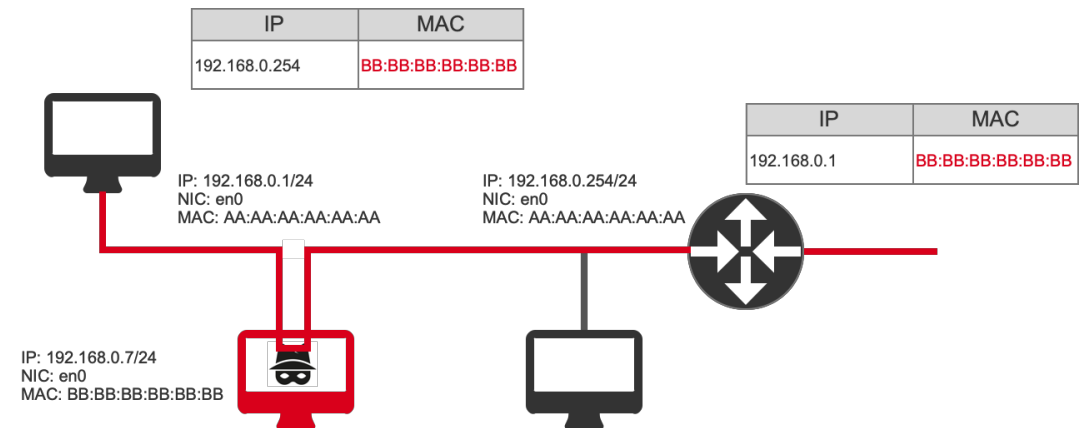 IP MAC
192.168.0.254 BB:BB:BB:BB:BB:BB
IP MAC
192.168.0.1 BB:BB:BB:BB:BB:BB
IP: 192.168.0.1/24
NIC: en0
MAC: AA:AA:AA:AA:AA:AA
IP: 192.168.0.254/24
NIC: en0
MAC: AA:AA:AA:AA:AA:AA
IP: 192.168.0.7/24
NIC: en0
MAC: BB:BB:BB:BB:BB:BB